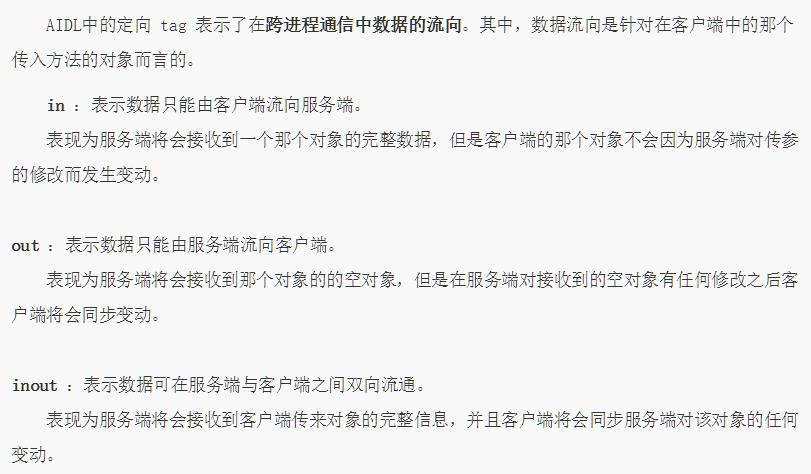 AIDL中的定向 tag 表示了在跨进程通信中数据的流向。其中，数据流向是针对在客户端中的那个
传入方法的对象而言的。
in ：表示数据只能由客户端流向服务端。
表现为服务端将会接收到一个那个对象的完整数据，但是客户端的那个对象不会因为服务端对传参
的修改而发生变动。
out ：表示数据只能由服务端流向客户端。
表现为服务端将会接收到那个对象的的空对象，但是在服务端对接收到的空对象有任何修改之后客
户端将会同步变动。
inout ：表示数据可在服务端与客户端之间双向流通。
表现为服务端将会接收到客户端传来对象的完整信息，并且客户端将会同步服务端对该对象的任何
变动。